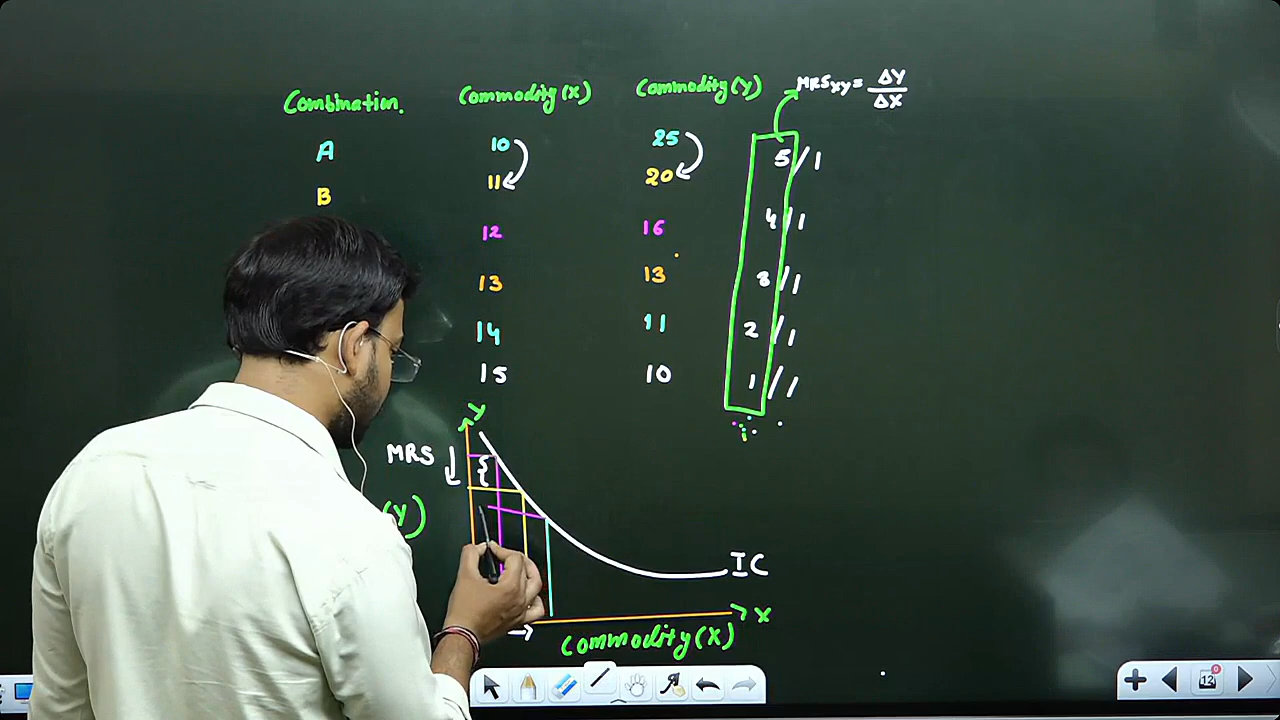 Combination. Commodity(X) Commodity(Y) MRSxy = ΔY/ΔX
A 10 25 5/1
B 11 20
12 16 4/1
13 13 3/1
14 11 2/1
15 10 1/1
Y
MRS ↓
(Y)
IC
X
→ Commodity(X)
12